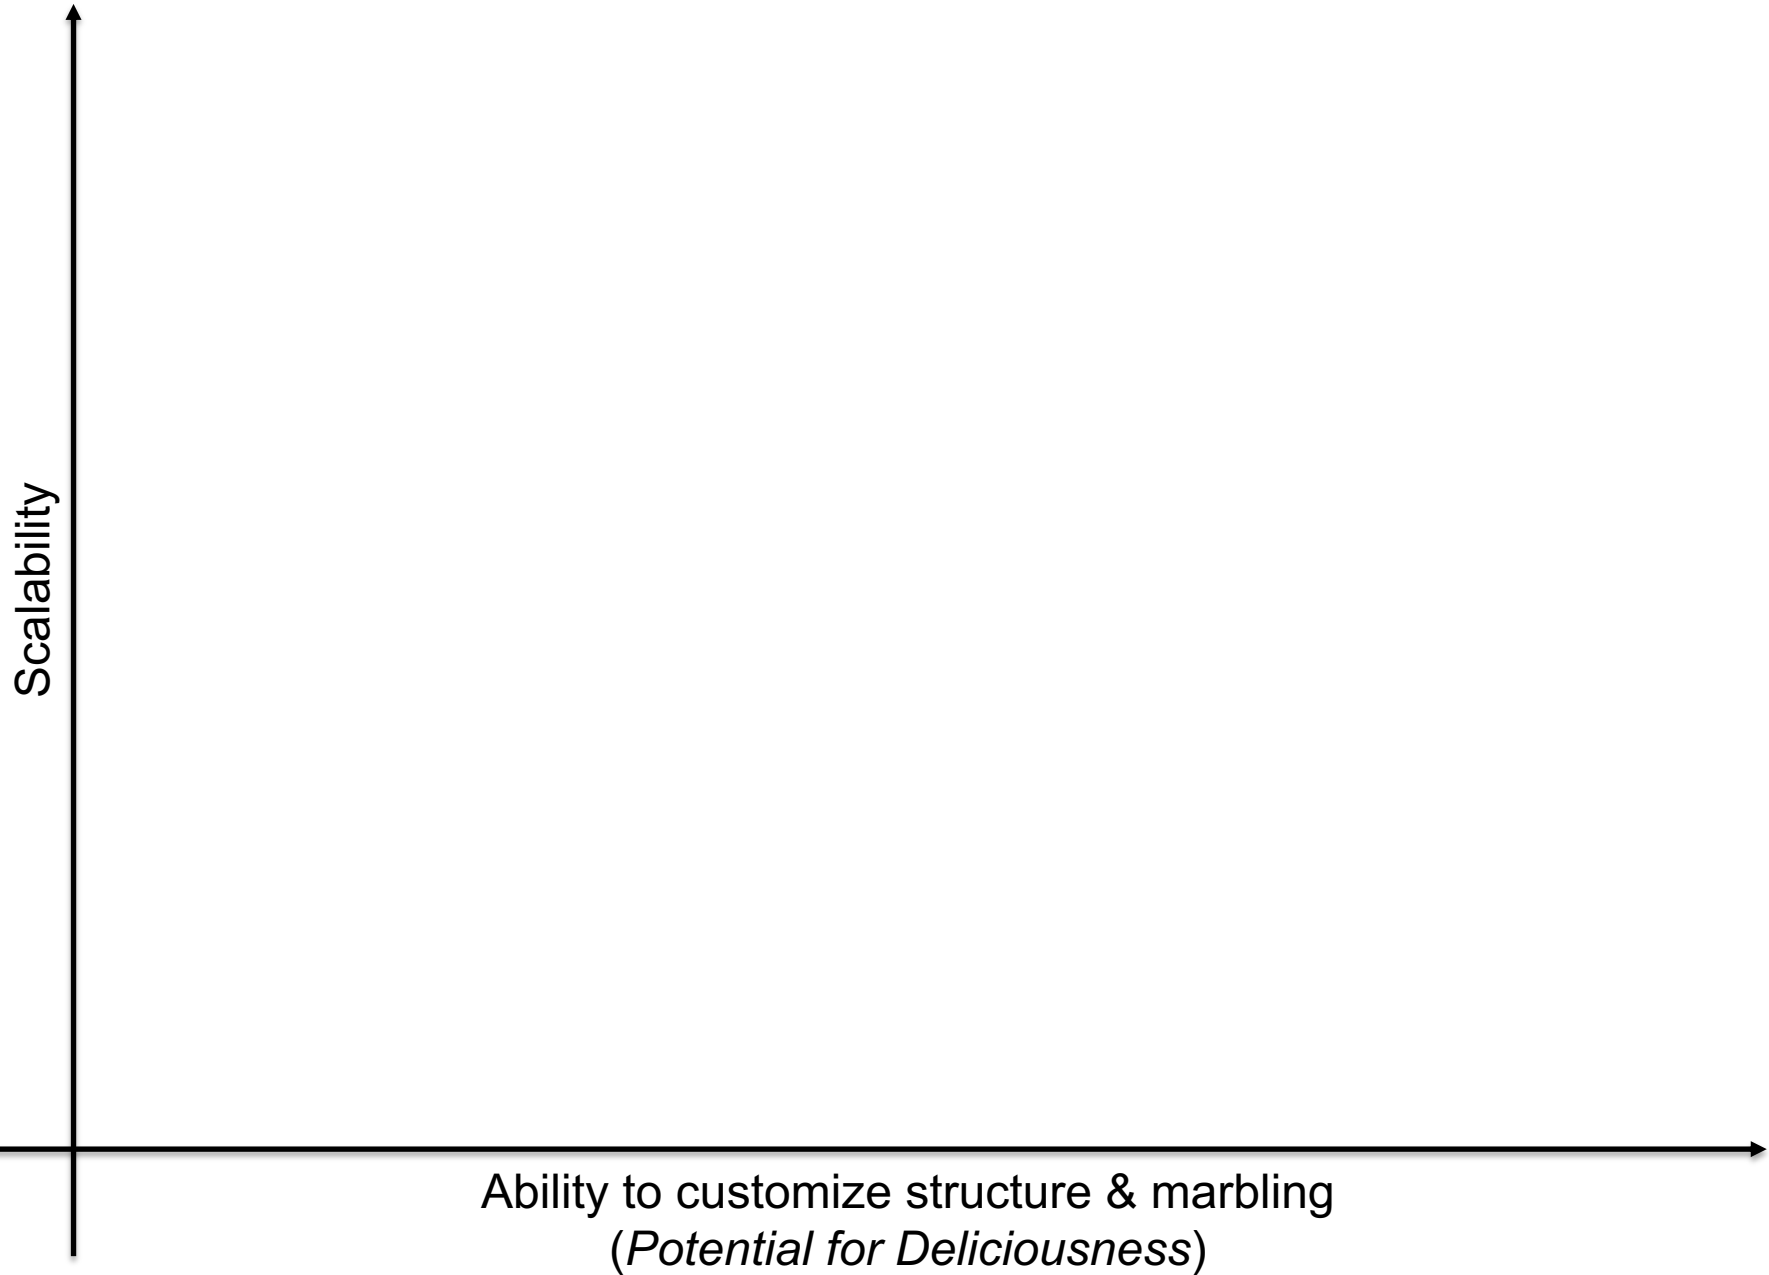 Scalability
Ability to customize structure & marbling
(Potential for Deliciousness)